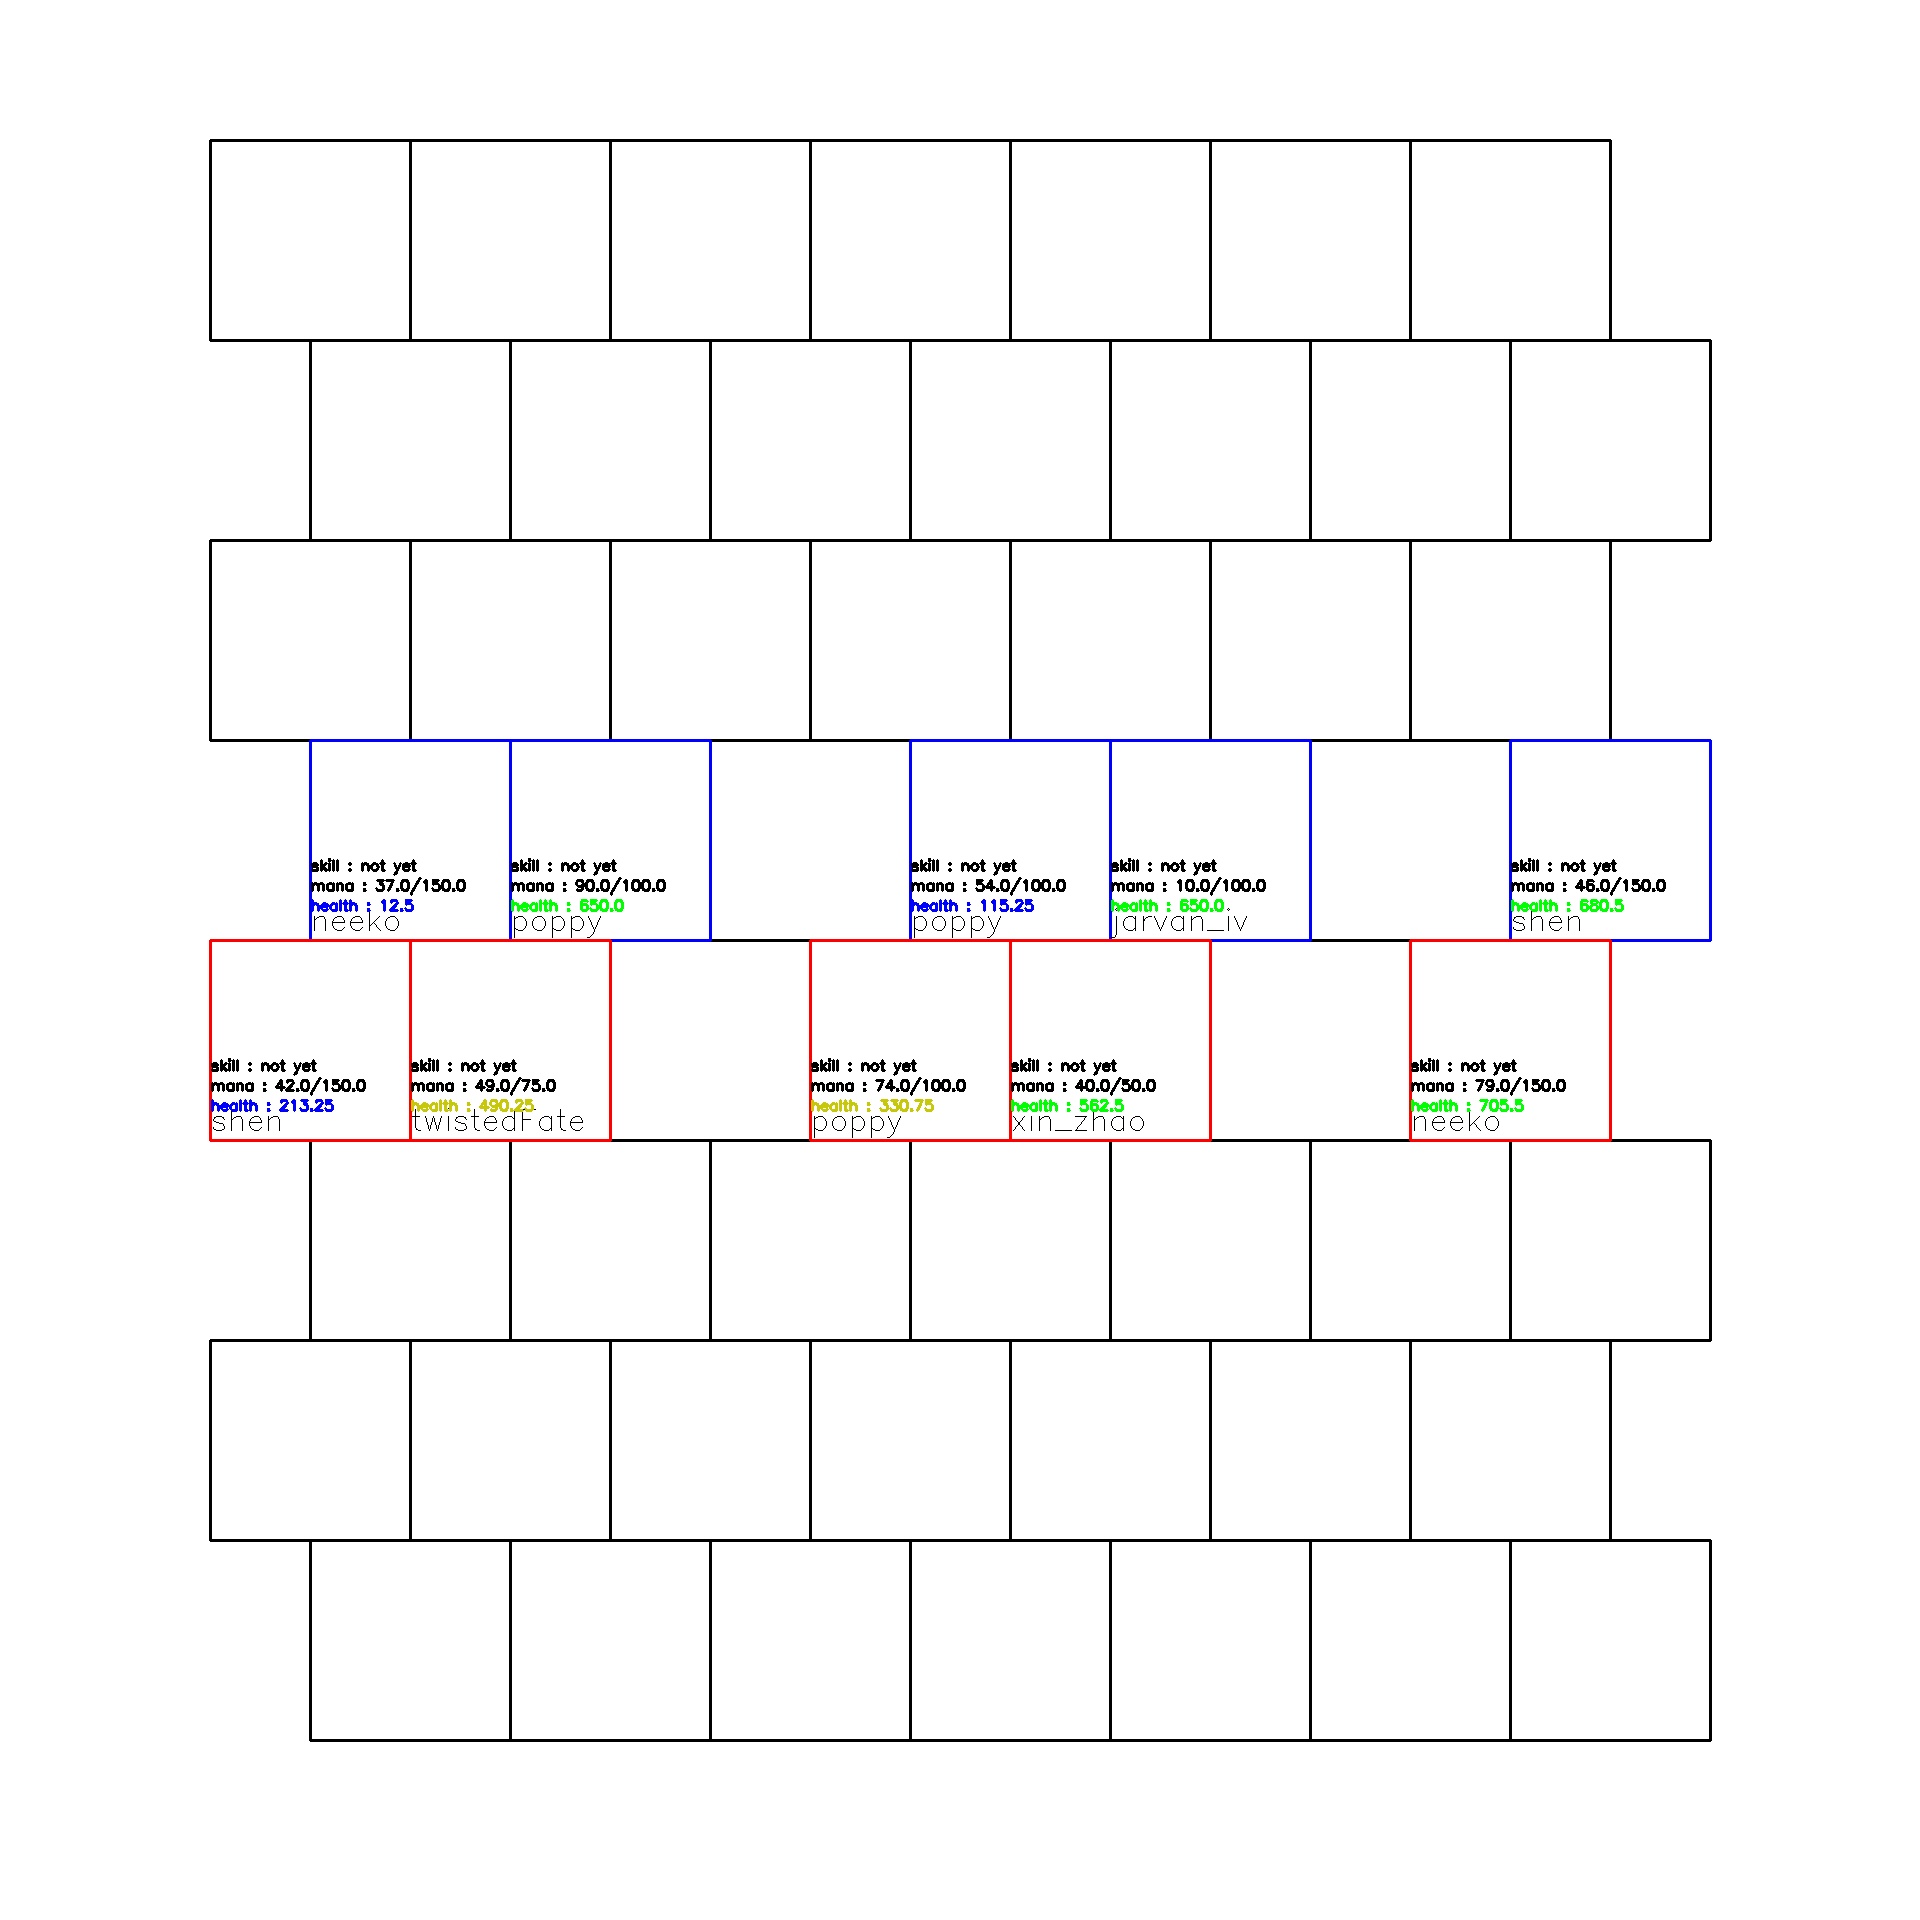 skill : not yet
mana : 37.0/150.0
health : 12.5
neeko
skill : not yet
mana : 90.0/100.0
health : 650.0
poppy
skill : not yet
mana : 54.0/100.0
health : 115.25
poppy
skill : not yet
mana : 10.0/100.0
health : 650.0
jarvan_iv
skill : not yet
mana : 46.0/150.0
health : 680.5
shen
skill : not yet
mana : 42.0/150.0
health : 213.25
shen
skill : not yet
mana : 49.0/75.0
health : 490.25
twistedFate
skill : not yet
mana : 74.0/100.0
health : 330.75
poppy
skill : not yet
mana : 40.0/50.0
health : 562.5
xin_zhao
skill : not yet
mana : 79.0/150.0
health : 705.5
neeko